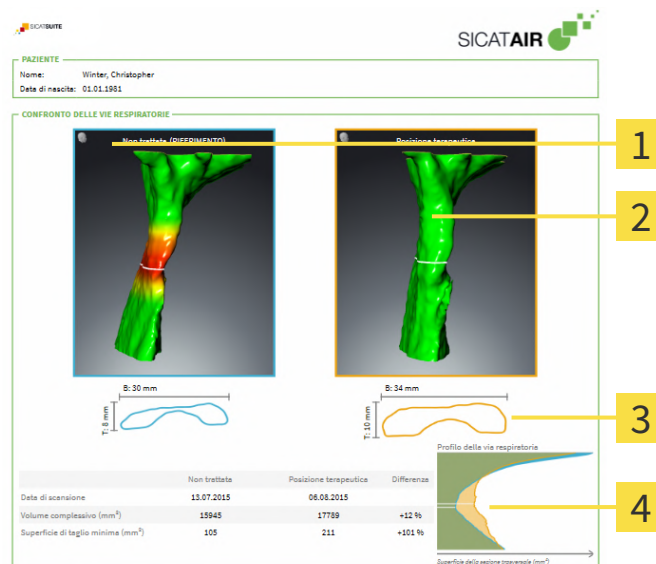 SICATSUITE
SICATAIR
PAZIENTE
Nome: Winter, Christopher
Data di nascita: 01.01.1981
CONFRONTO DELLE VIE RESPIRATORIE
Non trattata (RIFERIMENTO)
Posizione terapeutica
1
2
B: 30 mm
B: 34 mm
T: 8 mm
T: 10 mm
3
Profilo della via respiratoria
Non trattata Posizione terapeutica Differenza
Data di scansione 13.07.2015 06.08.2015
Volume complessivo (mm³) 15945 17789 +12 %
Superficie di taglio minima (mm²) 105 211 +101 %
4
Superficie della sezione trasversale (mm²)